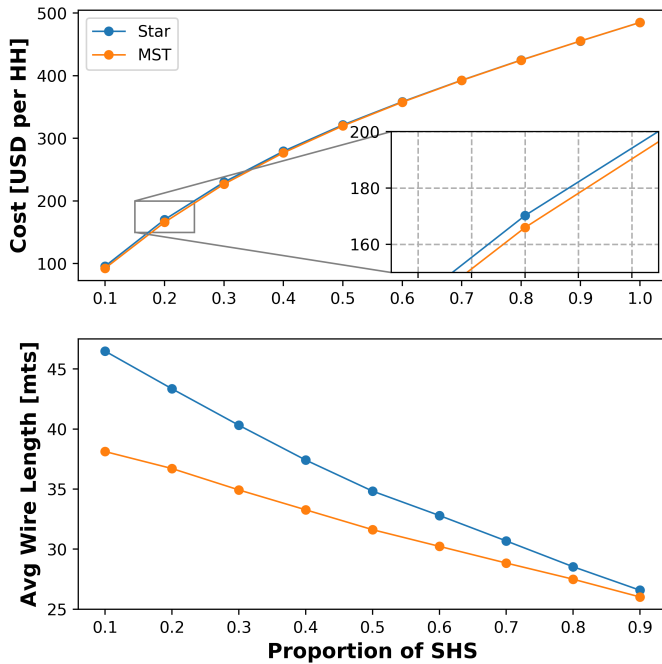 Cost [USD per HH]
500
400
300
200
100
Star
MST
200
180
160
0.1 0.2 0.3 0.4 0.5 0.6 0.7 0.8 0.9 1.0
Avg Wire Length [mts]
45
40
35
30
25
0.1 0.2 0.3 0.4 0.5 0.6 0.7 0.8 0.9
Proportion of SHS